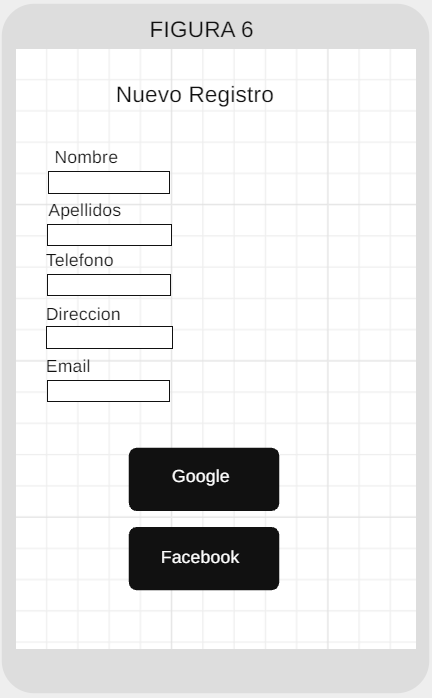 FIGURA 6
Nuevo Registro
Nombre
Apellidos
Telefono
Direccion
Email
Google
Facebook